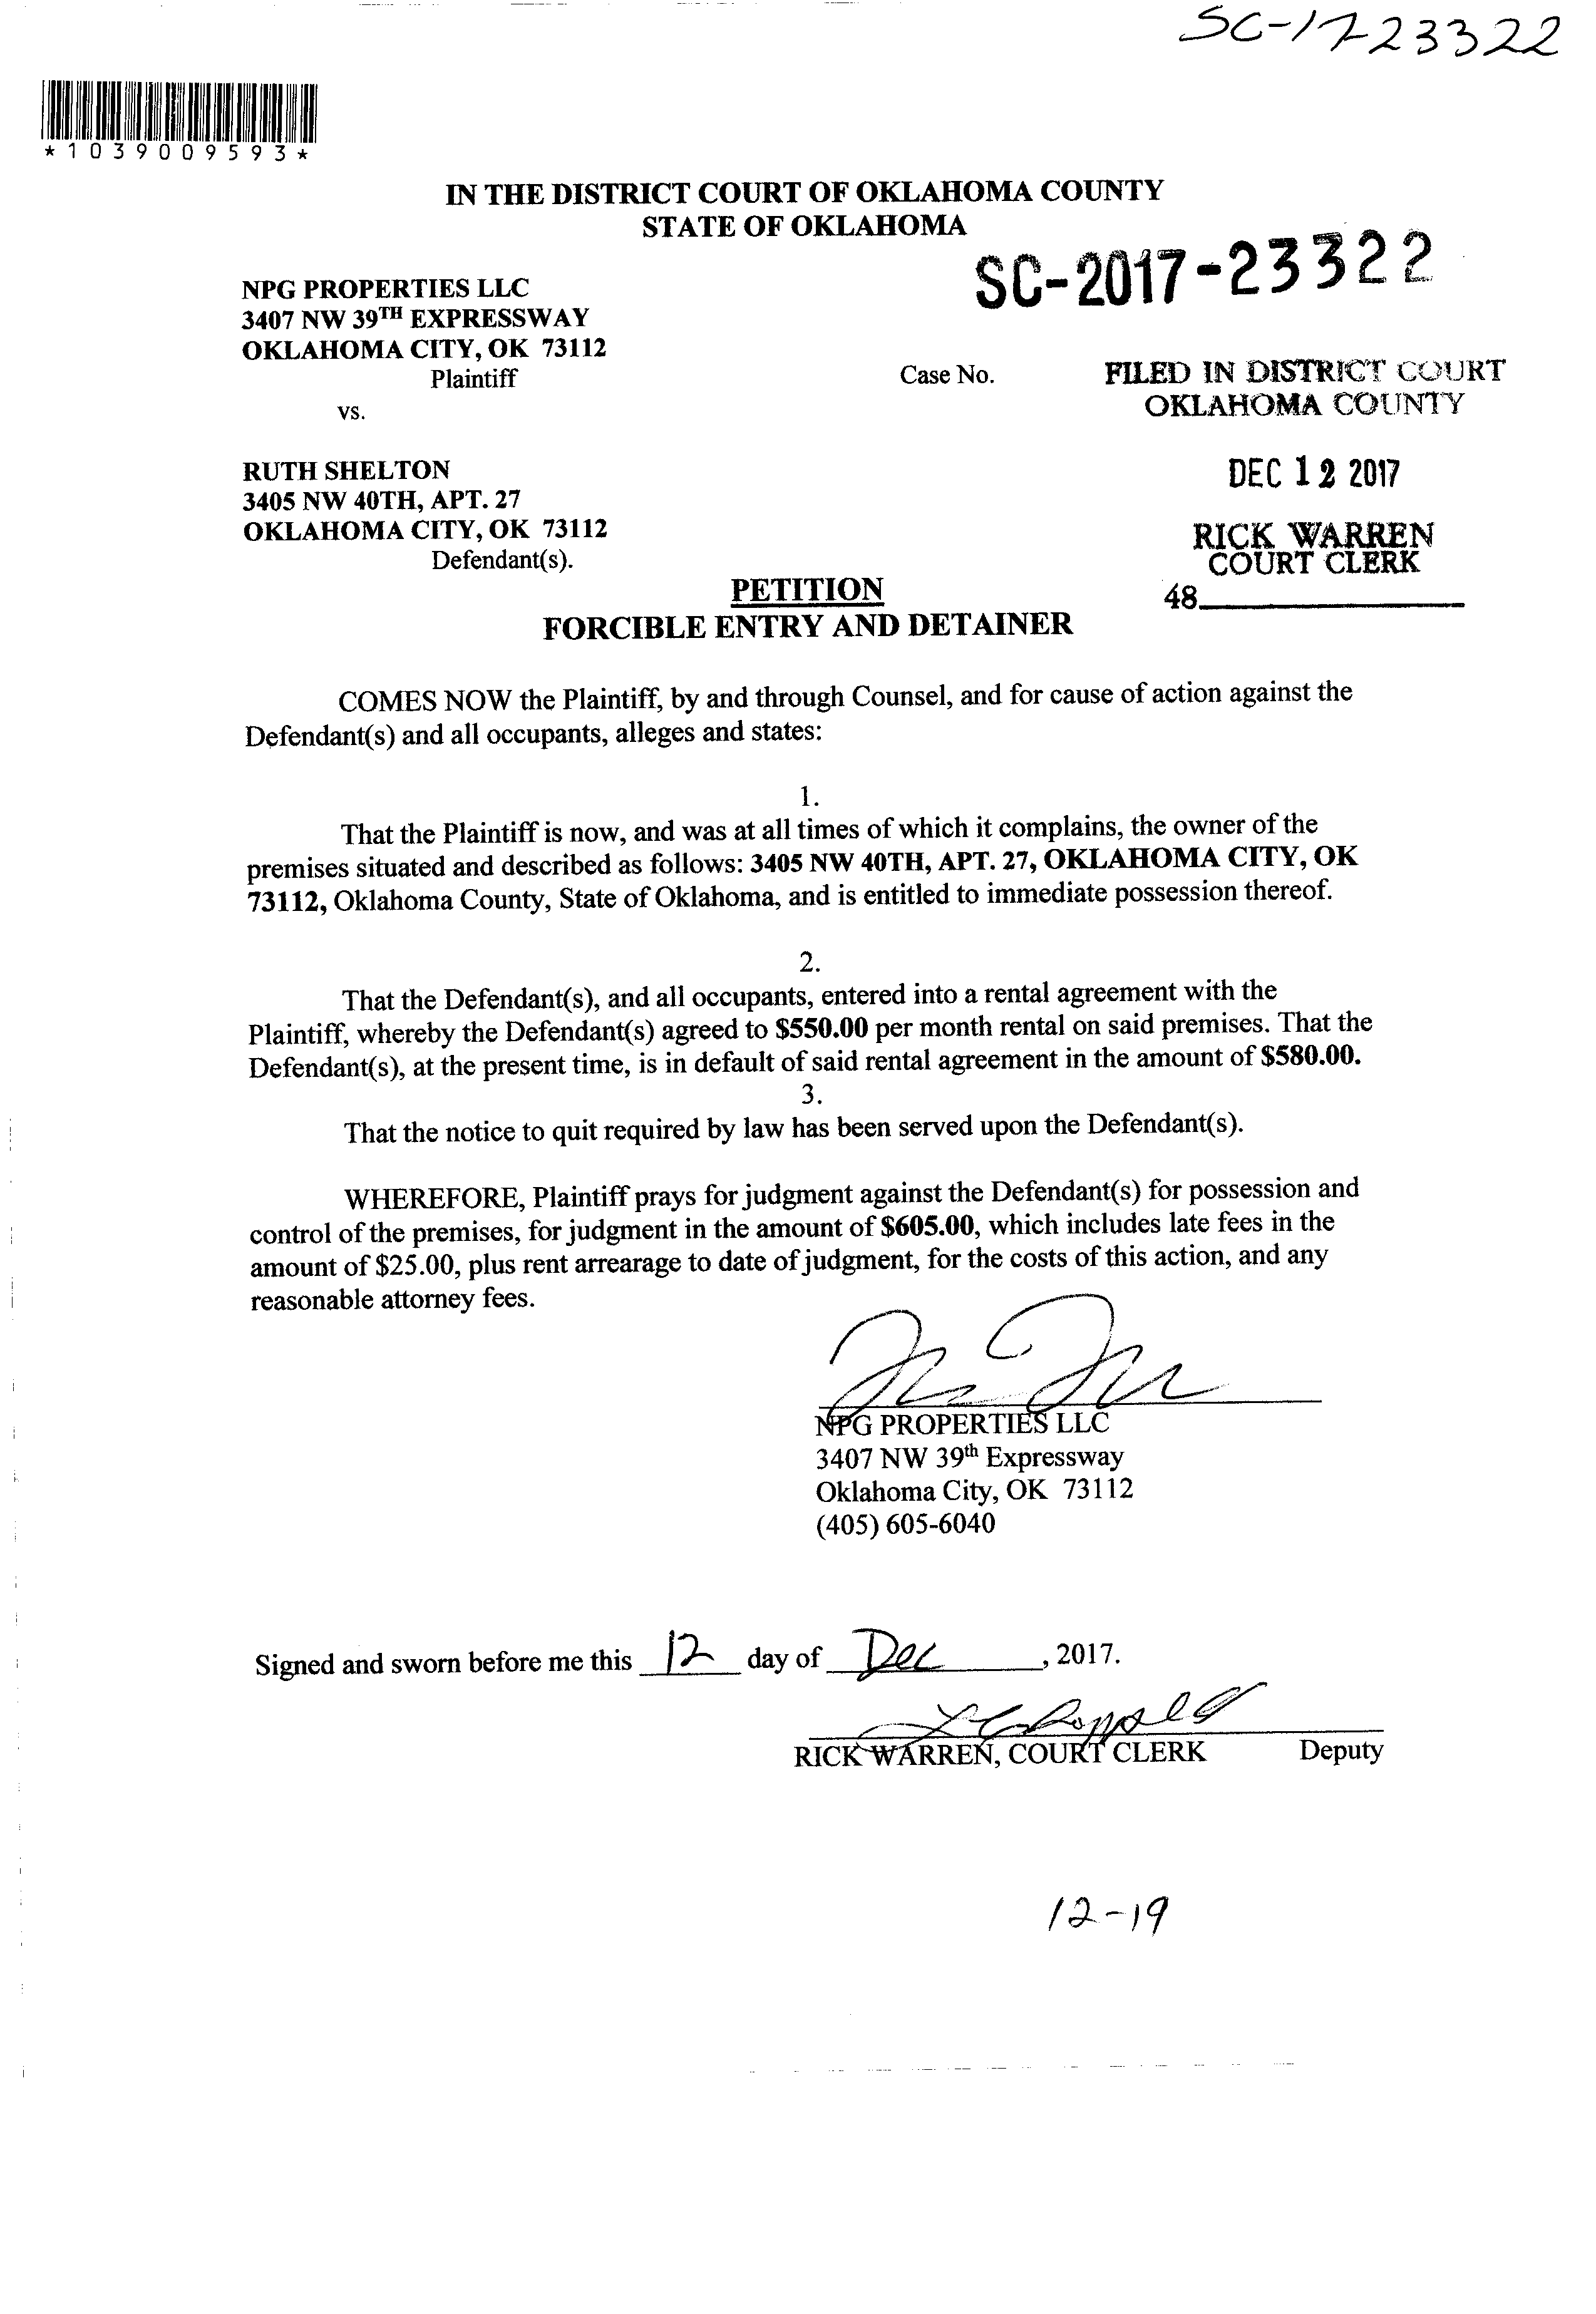 SC-17-23322
*1039009593*
IN THE DISTRICT COURT OF OKLAHOMA COUNTY
STATE OF OKLAHOMA
SC-2017-23322
NPG PROPERTIES LLC
3407 NW 39TH EXPRESSWAY
OKLAHOMA CITY, OK 73112
Plaintiff
Case No.
FILED IN DISTRICT COURT
OKLAHOMA COUNTY
vs.
RUTH SHELTON
3405 NW 40TH, APT. 27
OKLAHOMA CITY, OK 73112
Defendant(s).
DEC 12 2017
RICK WARREN
COURT CLERK
48
PETITION
FORCIBLE ENTRY AND DETAINER
COMES NOW the Plaintiff, by and through Counsel, and for cause of action against the
Defendant(s) and all occupants, alleges and states:
1.
That the Plaintiff is now, and was at all times of which it complains, the owner of the
premises situated and described as follows: 3405 NW 40TH, APT. 27, OKLAHOMA CITY, OK
73112, Oklahoma County, State of Oklahoma, and is entitled to immediate possession thereof.
2.
That the Defendant(s), and all occupants, entered into a rental agreement with the
Plaintiff, whereby the Defendant(s) agreed to $550.00 per month rental on said premises. That the
Defendant(s), at the present time, is in default of said rental agreement in the amount of $580.00.
3.
That the notice to quit required by law has been served upon the Defendant(s).
WHEREFORE, Plaintiff prays for judgment against the Defendant(s) for possession and
control of the premises, for judgment in the amount of $605.00, which includes late fees in the
amount of $25.00, plus rent arrearage to date of judgment, for the costs of this action, and any
reasonable attorney fees.
NPG PROPERTIES LLC
3407 NW 39th Expressway
Oklahoma City, OK 73112
(405) 605-6040
Signed and sworn before me this 12 day of Dec, 2017.
RICK WARREN, COURT CLERK Deputy
12-19